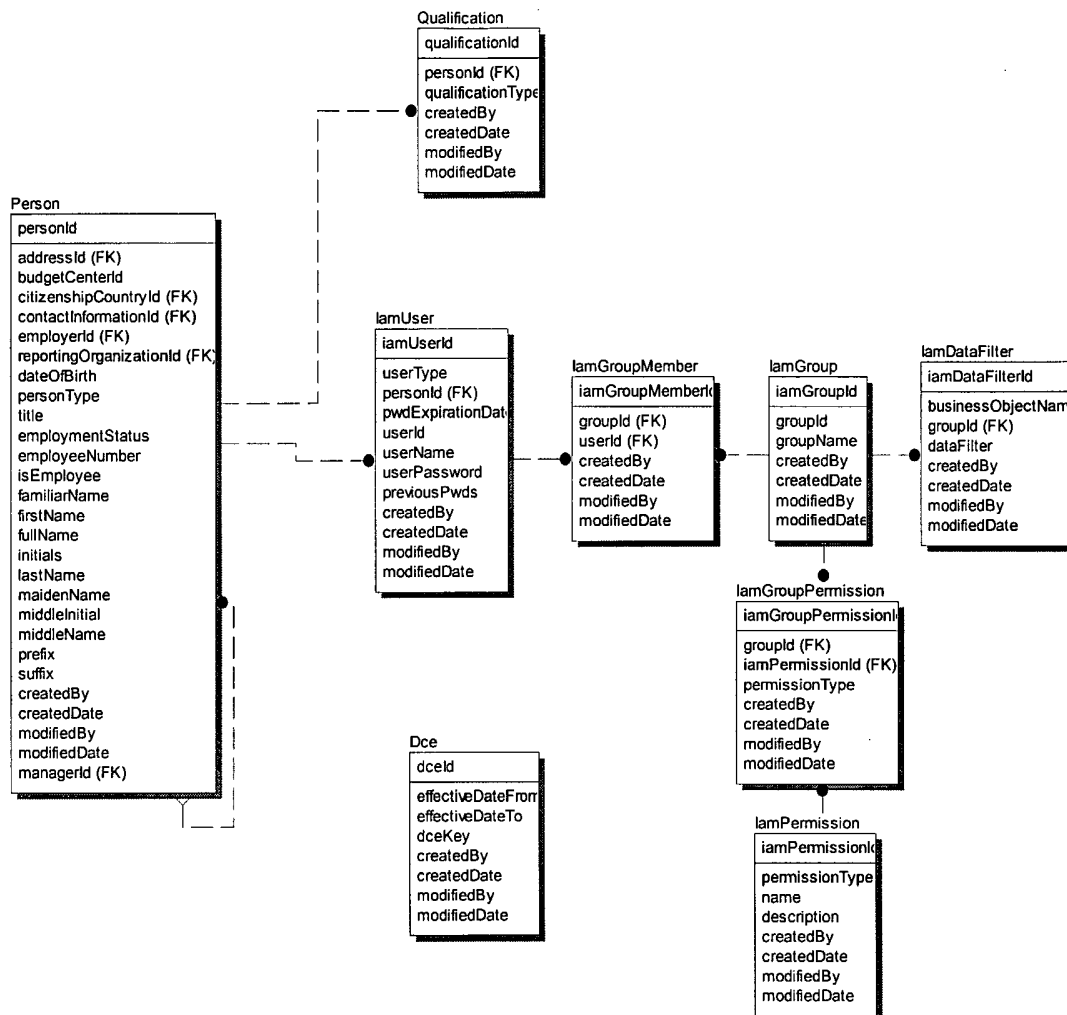 Qualification
qualificationId
personId (FK)
qualificationType
createdBy
createdDate
modifiedBy
modifiedDate
Person
personId
addressId (FK)
budgetCenterId
citizenshipCountryId (FK)
contactInformationId (FK)
employerId (FK)
reportingOrganizationId (FK)
dateOfBirth
personType
title
employmentStatus
employeeNumber
isEmployee
familiarName
firstName
fullName
initials
lastName
maidenName
middleInitial
middleName
prefix
suffix
createdBy
createdDate
modifiedBy
modifiedDate
managerId (FK)
IamUser
iamUserId
userType
personId (FK)
pwdExpirationDat
userId
userName
userPassword
previousPwds
createdBy
createdDate
modifiedBy
modifiedDate
IamGroupMember
iamGroupMemberId
groupId (FK)
userId (FK)
createdBy
createdDate
modifiedBy
modifiedDate
IamGroup
iamGroupId
groupId
groupName
createdBy
createdDate
modifiedBy
modifiedDate
IamDataFilter
iamDataFilterId
businessObjectNam
groupId (FK)
dataFilter
createdBy
createdDate
modifiedBy
modifiedDate
IamGroupPermission
iamGroupPermissionId
groupId (FK)
iamPermissionId (FK)
permissionType
createdBy
createdDate
modifiedBy
modifiedDate
Dce
dceId
effectiveDateFrom
effectiveDateTo
dceKey
createdBy
createdDate
modifiedBy
modifiedDate
IamPermission
iamPermissionId
permissionType
name
description
createdBy
createdDate
modifiedBy
modifiedDate